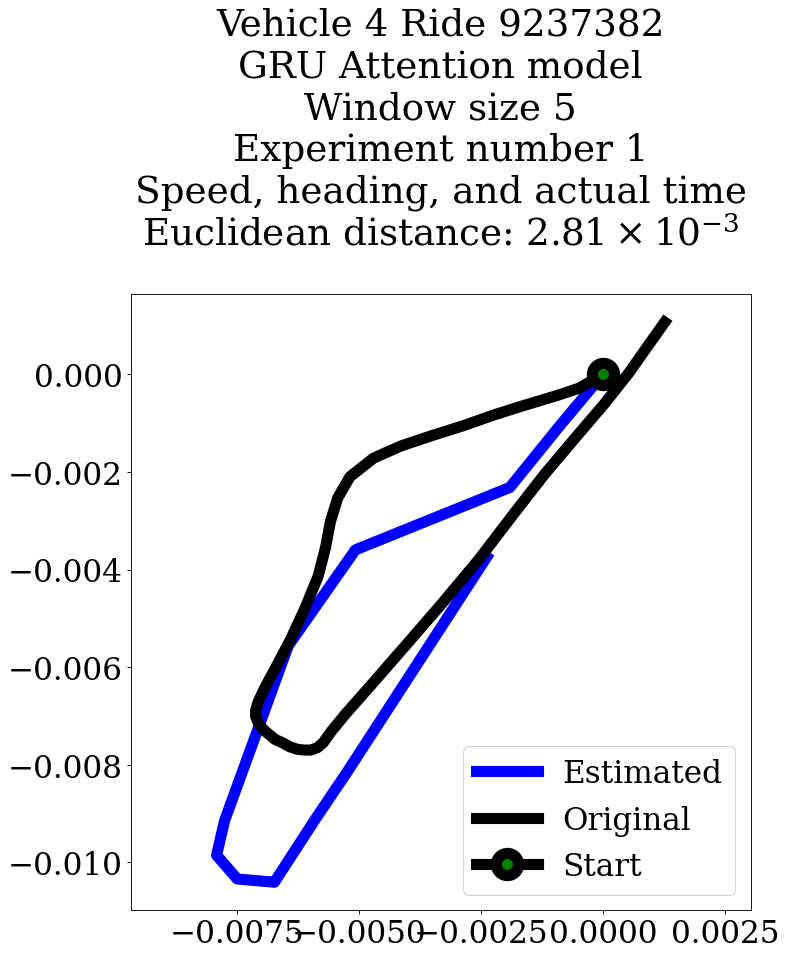 Vehicle 4 Ride 9237382
GRU Attention model
Window size 5
Experiment number 1
Speed, heading, and actual time
Euclidean distance: 2.81 × 10⁻³
0.000
−0.002
−0.004
−0.006
−0.008
−0.010
Estimated
Original
Start
−0.0075 −0.0050 −0.0025 0.0000 0.0025